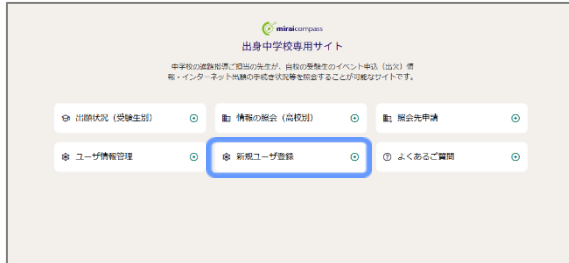 miraicompass
出身中学校専用サイト
中学校の進路指導ご担当の先生が、自校の受験生のイベント申込（出欠）情
報・インターネット出願の手続き状況等を照会することが可能なサイトです。
出願状況（受験生別）
情報の照会（高校別）
照会先申請
ユーザ情報管理
新規ユーザ登録
よくあるご質問